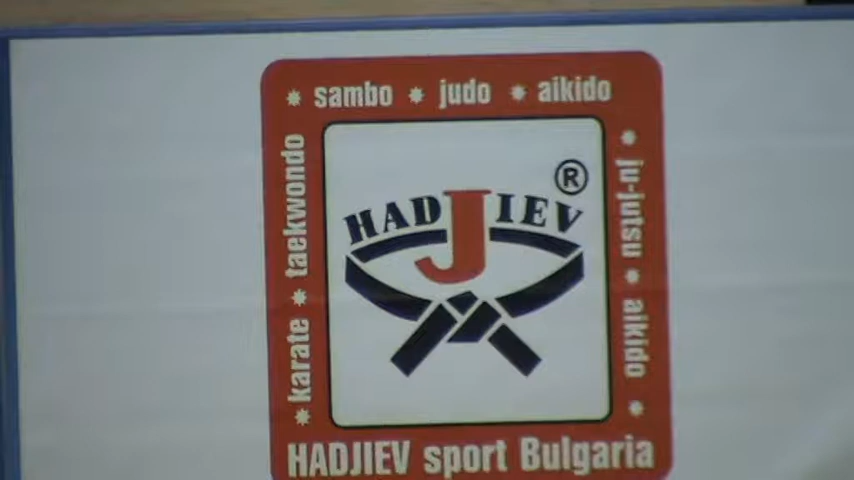 sambo * judo * aikido
karate * taekwondo
ju-jutsu * aikido
HADJIEV ®
HADJIEV sport Bulgaria